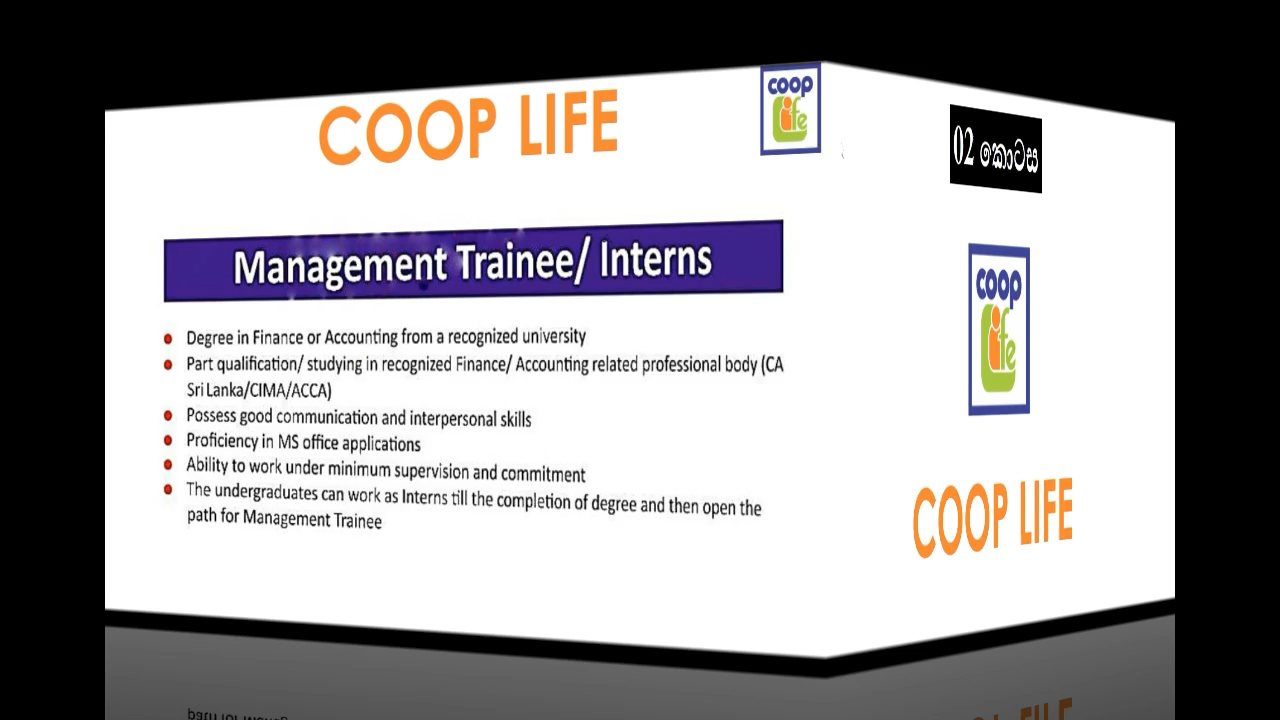 COOP LIFE
coop
life
Management Trainee/ Interns
Degree in Finance or Accounting from a recognized university
Part qualification/ studying in recognized Finance/ Accounting related professional body (CA
Sri Lanka/CIMA/ACCA)
Possess good communication and interpersonal skills
Proficiency in MS office applications
Ability to work under minimum supervision and commitment
The undergraduates can work as Interns till the completion of degree and then open the
path for Management Trainee
02 කොටස
coop
life
COOP LIFE